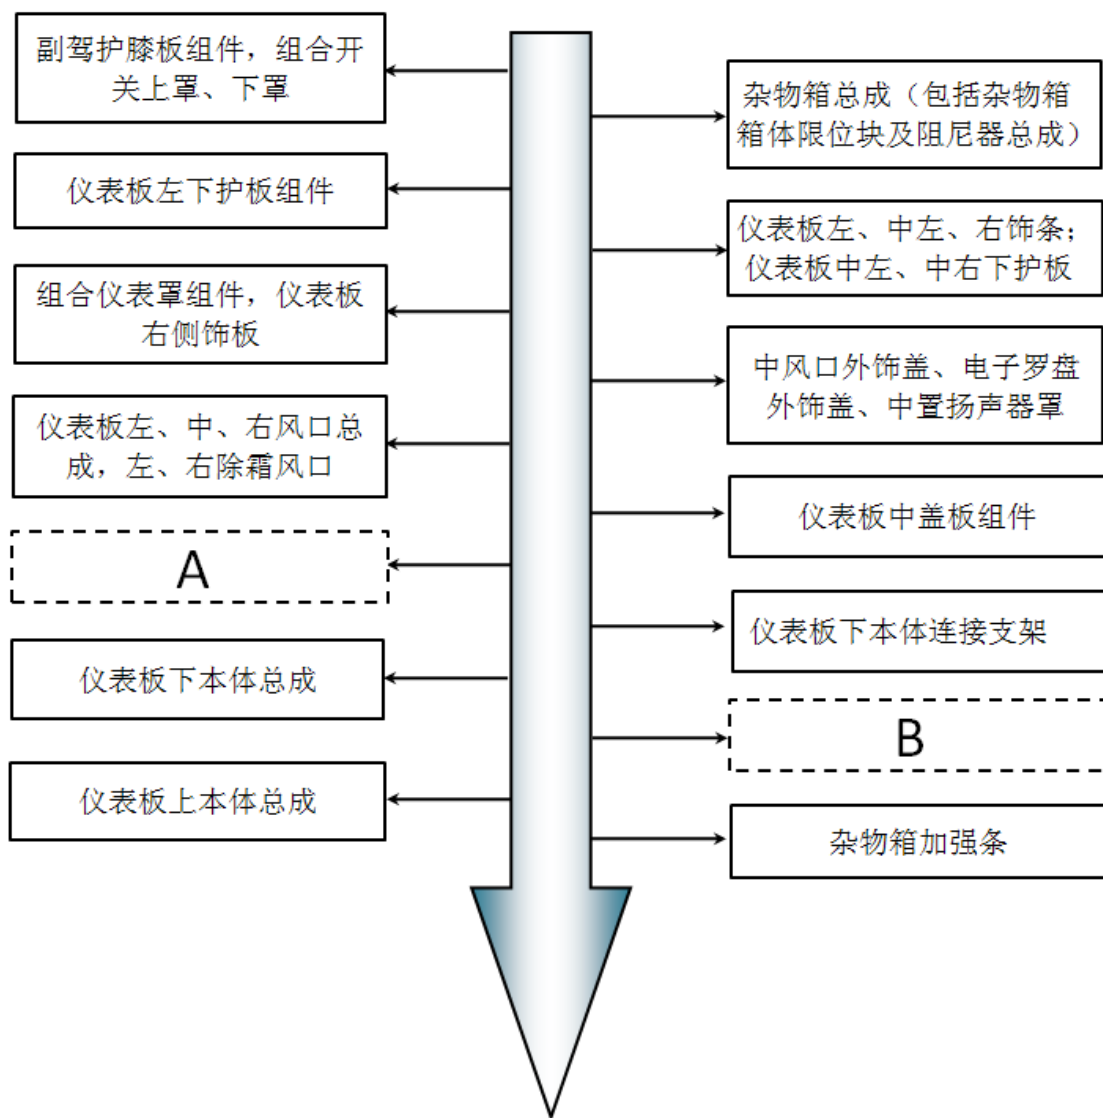 副驾护膝板组件，组合开
关上罩、下罩
杂物箱总成（包括杂物箱
箱体限位块及阻尼器总成）
仪表板左下护板组件
仪表板左、中左、右饰条；
仪表板中左、中右下护板
组合仪表罩组件，仪表板
右侧饰板
中风口外饰盖、电子罗盘
外饰盖、中置扬声器罩
仪表板左、中、右风口总
成，左、右除霜风口
仪表板中盖板组件
A
仪表板下本体连接支架
仪表板下本体总成
B
仪表板上本体总成
杂物箱加强条